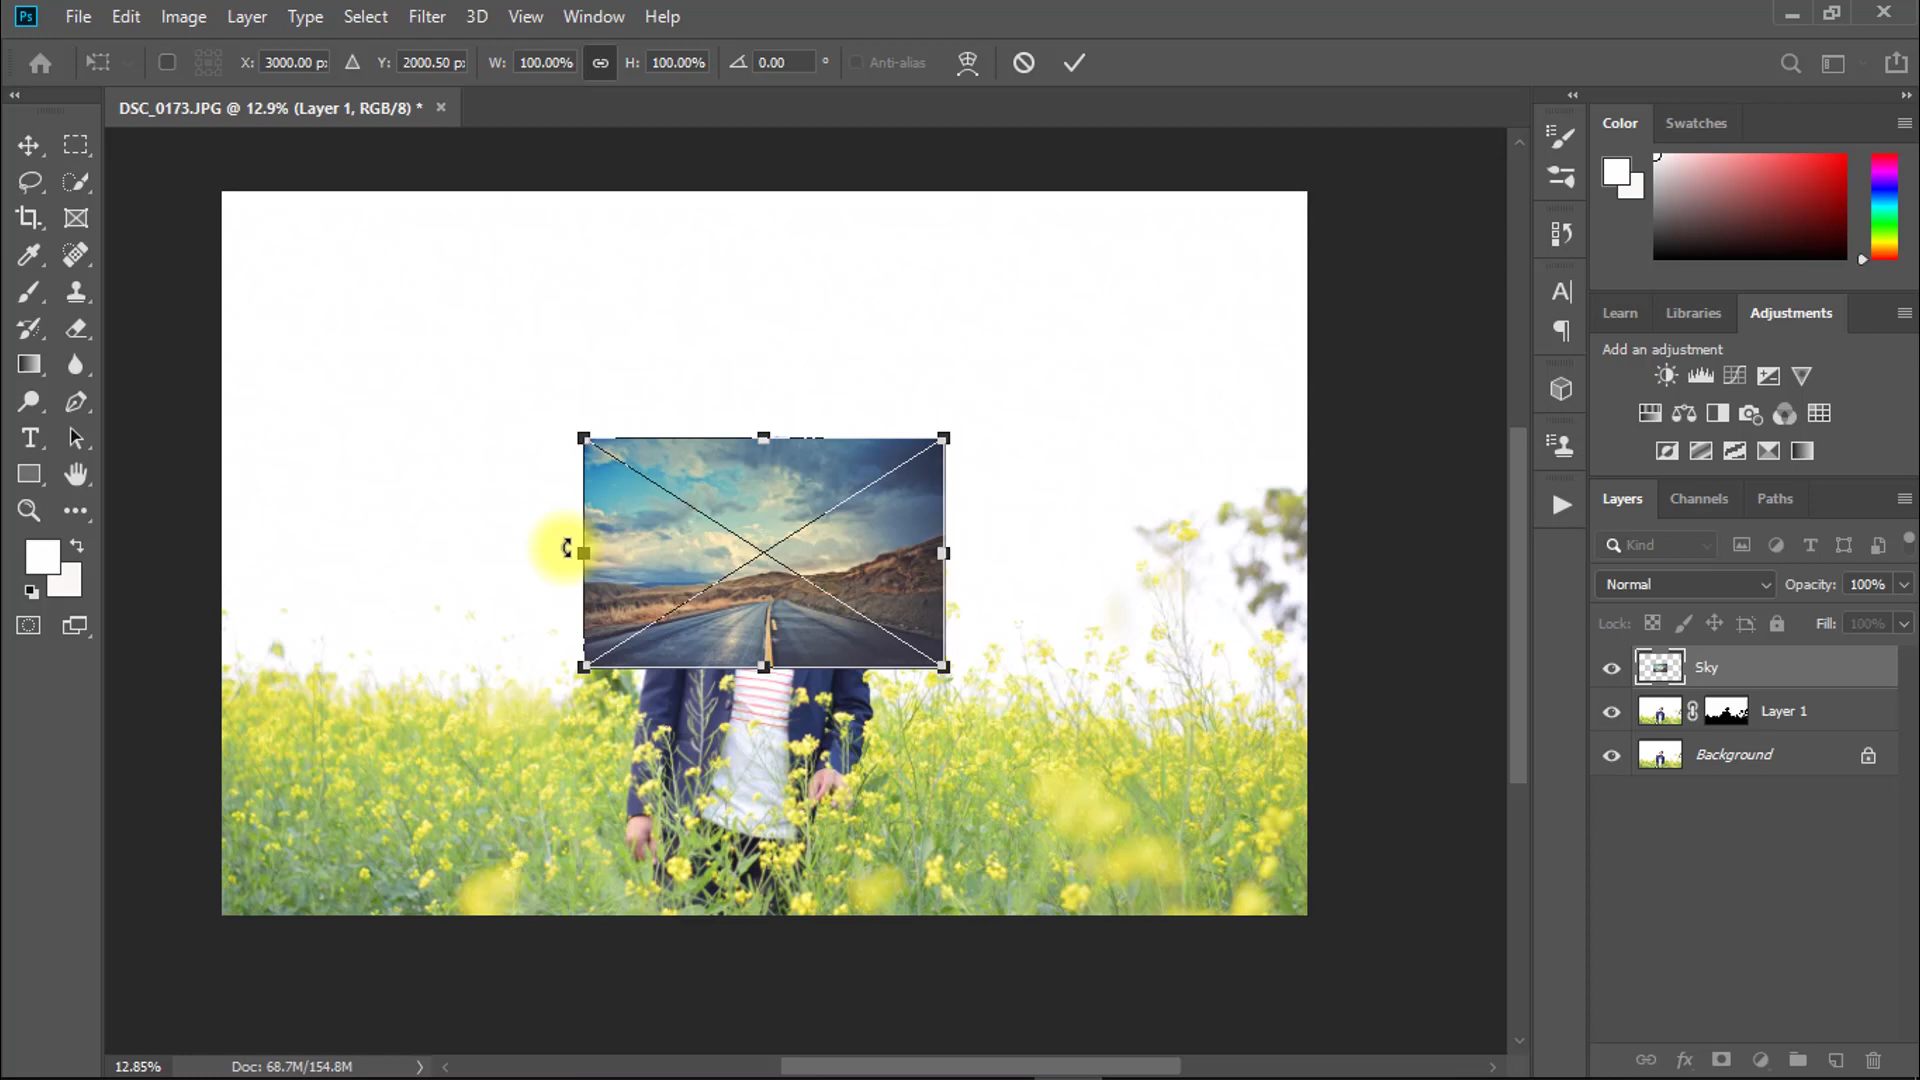 Ps File Edit Image Layer Type Select Filter 3D View Window Help
X: 3000.00 p: Y: 2000.50 p: W: 100.00% H: 100.00% 0.00 ° Anti-alias
DSC_0173.JPG @ 12.9% (Layer 1, RGB/8) * ×
Color Swatches
Learn Libraries Adjustments
Add an adjustment
Layers Channels Paths
Kind
Normal Opacity: 100%
Lock: Fill: 100%
Sky
Layer 1
Background
12.85% Doc: 68.7M/154.8M